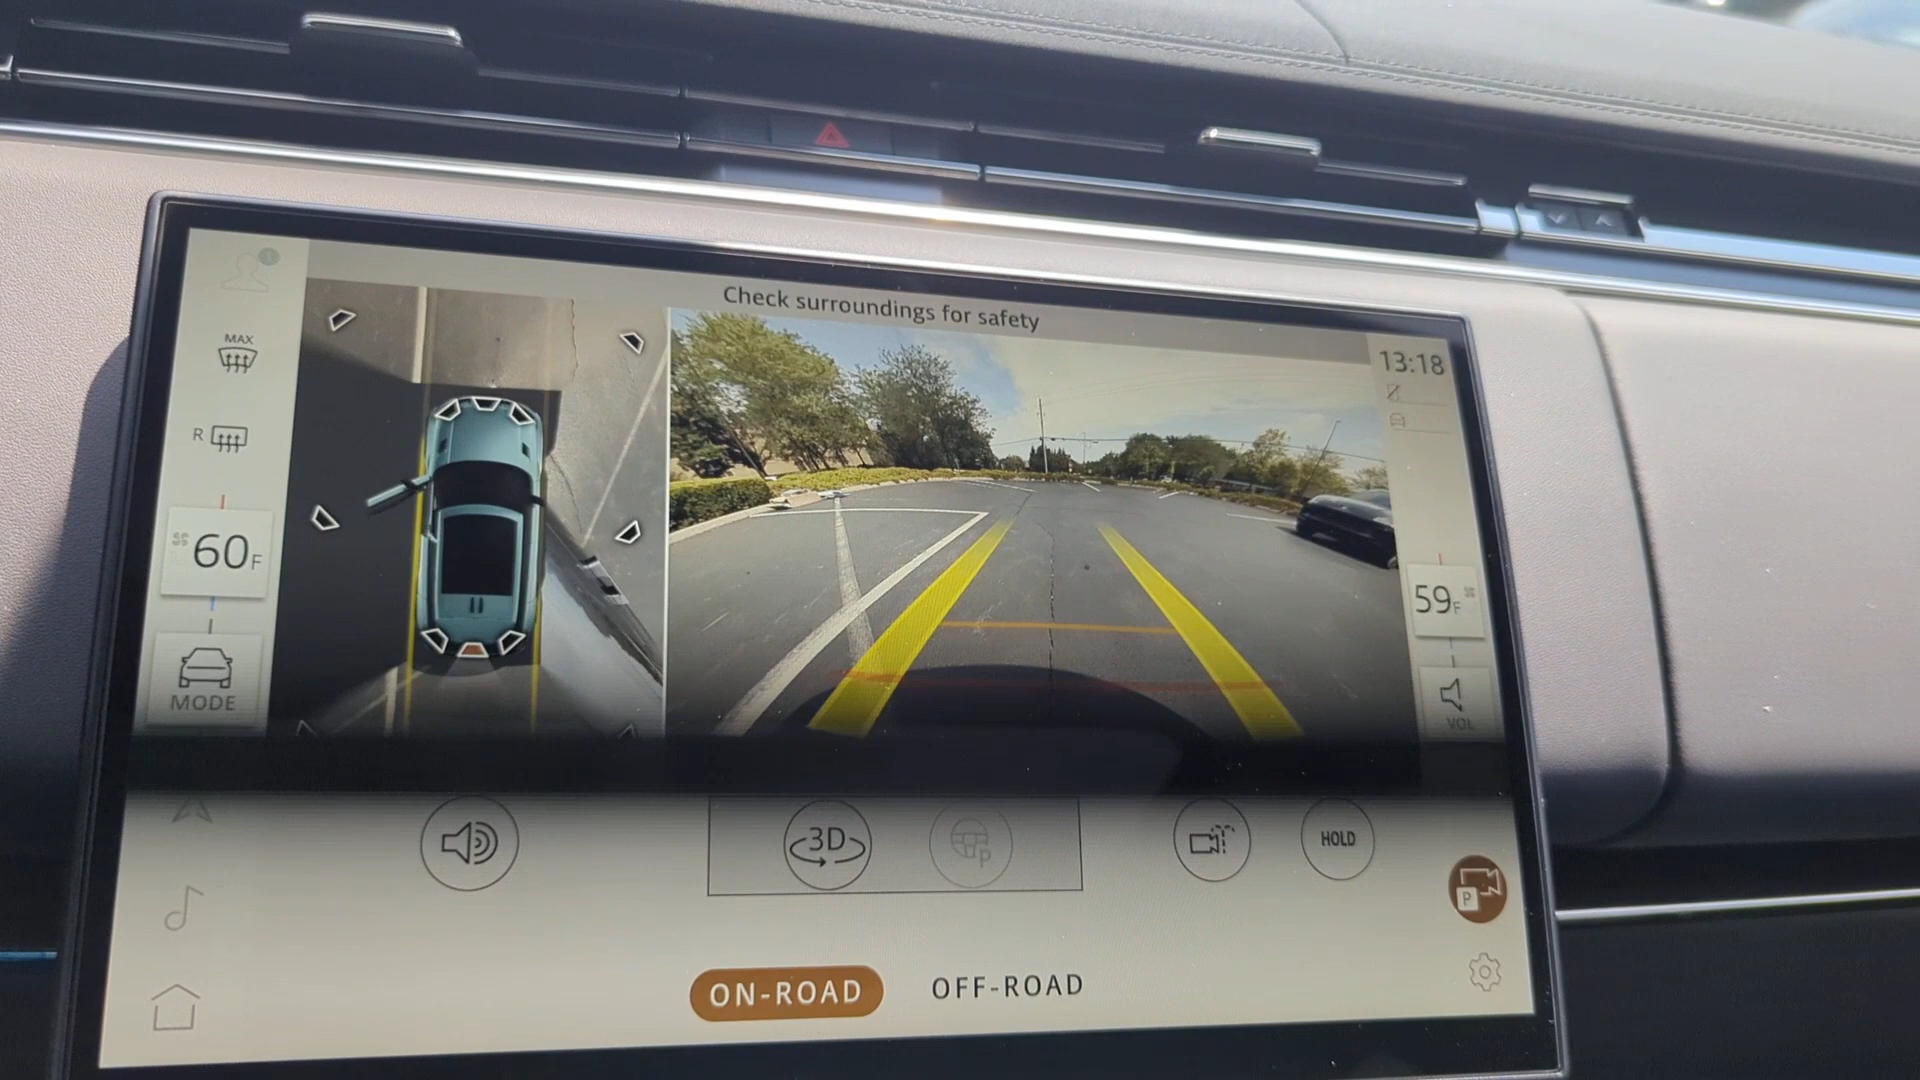 Check surroundings for safety
13:18
MAX
R
60F
59F
MODE
VOL
3D
P
HOLD
P
ON-ROAD
OFF-ROAD